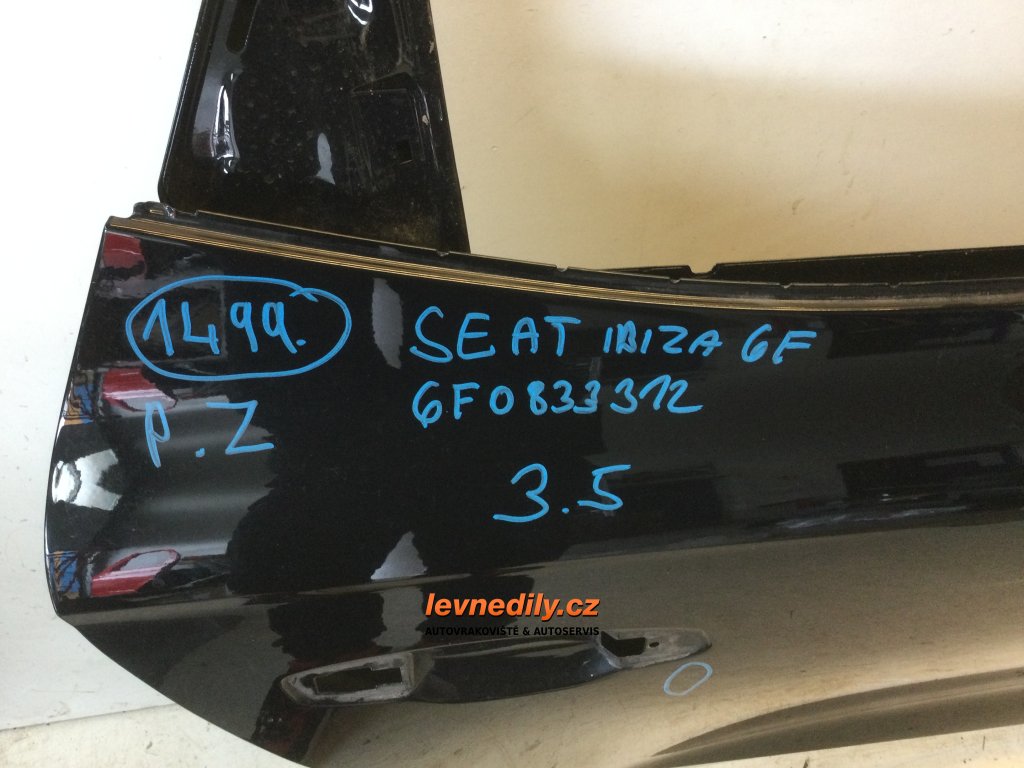 1499.
SEAT IBIZA 6F
6F0833312
P.Z
3.5
levnedily.cz
AUTOVRAKOVIŠTĚ & AUTOSERVIS